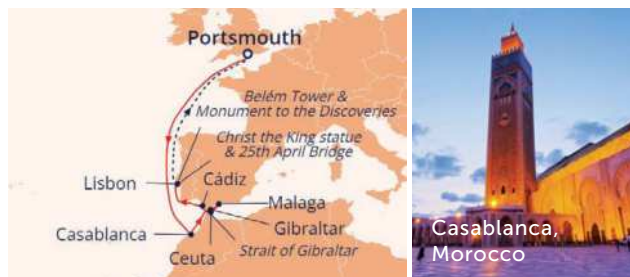 Portsmouth
Belém Tower &
Monument to the Discoveries
Christ the King statue
& 25th April Bridge
Lisbon
Cádiz
Malaga
Gibraltar
Casablanca
Strait of Gibraltar
Ceuta
Casablanca,
Morocco